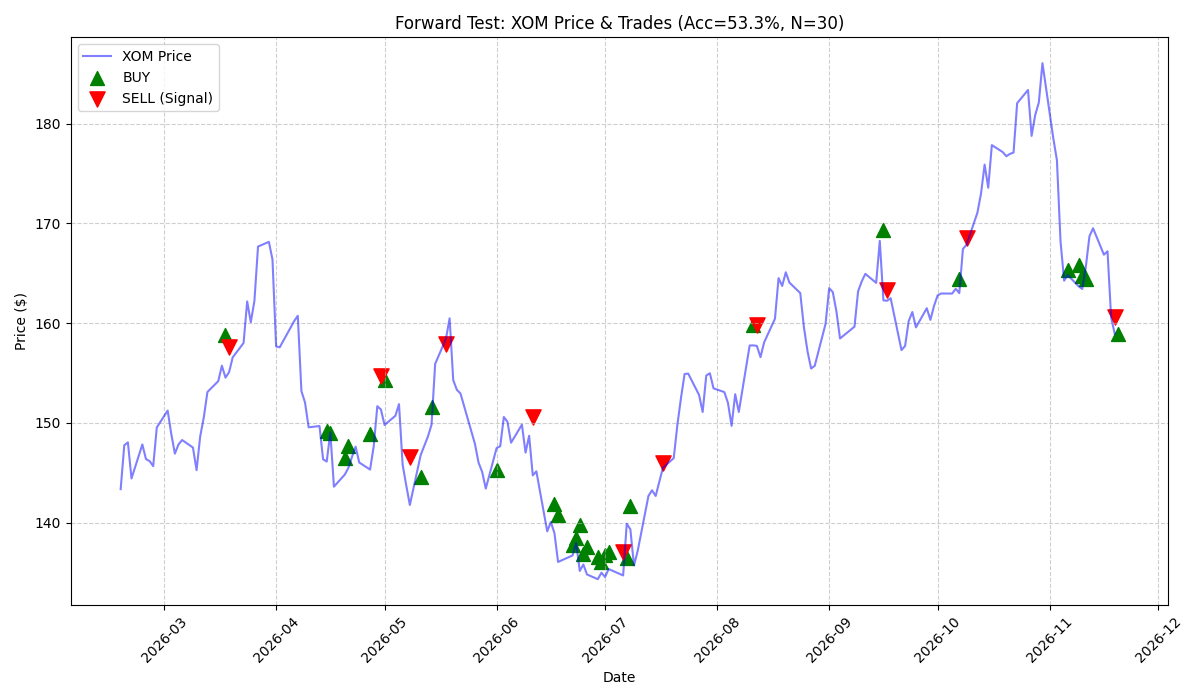 Forward Test: XOM Price & Trades (Acc=53.3%, N=30)
XOM Price
BUY
SELL (Signal)
Price ($)
180
170
160
150
140
2026-03
2026-04
2026-05
2026-06
2026-07
2026-08
2026-09
2026-10
2026-11
2026-12
Date